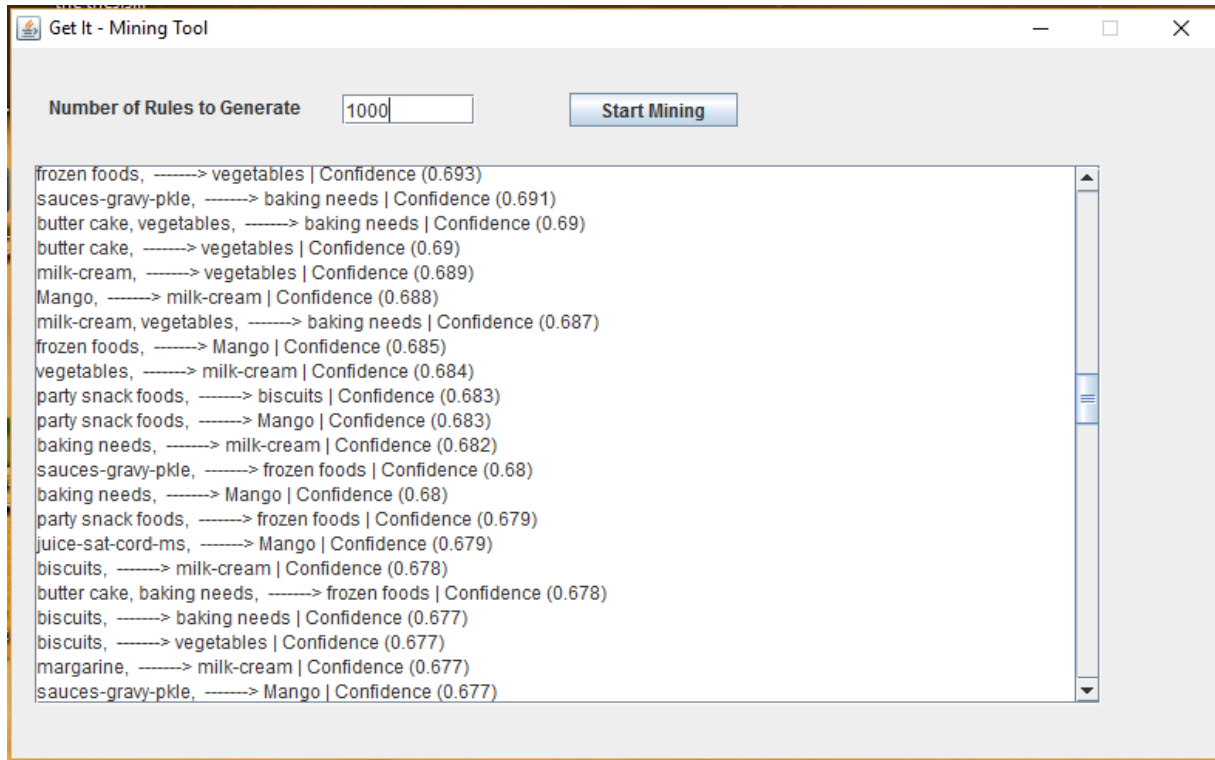 Get It - Mining Tool
Number of Rules to Generate 1000 Start Mining
frozen foods, -------> vegetables | Confidence (0.693)
sauces-gravy-pkle, -------> baking needs | Confidence (0.691)
butter cake, vegetables, -------> baking needs | Confidence (0.69)
butter cake, -------> vegetables | Confidence (0.69)
milk-cream, -------> vegetables | Confidence (0.689)
Mango, -------> milk-cream | Confidence (0.688)
milk-cream, vegetables, -------> baking needs | Confidence (0.687)
frozen foods, -------> Mango | Confidence (0.685)
vegetables, -------> milk-cream | Confidence (0.684)
party snack foods, -------> biscuits | Confidence (0.683)
party snack foods, -------> Mango | Confidence (0.683)
baking needs, -------> milk-cream | Confidence (0.682)
sauces-gravy-pkle, -------> frozen foods | Confidence (0.68)
baking needs, -------> Mango | Confidence (0.68)
party snack foods, -------> frozen foods | Confidence (0.679)
juice-sat-cord-ms, -------> Mango | Confidence (0.679)
biscuits, -------> milk-cream | Confidence (0.678)
butter cake, baking needs, -------> frozen foods | Confidence (0.678)
biscuits, -------> baking needs | Confidence (0.677)
biscuits, -------> vegetables | Confidence (0.677)
margarine, -------> milk-cream | Confidence (0.677)
sauces-gravy-pkle, -------> Mango | Confidence (0.677)